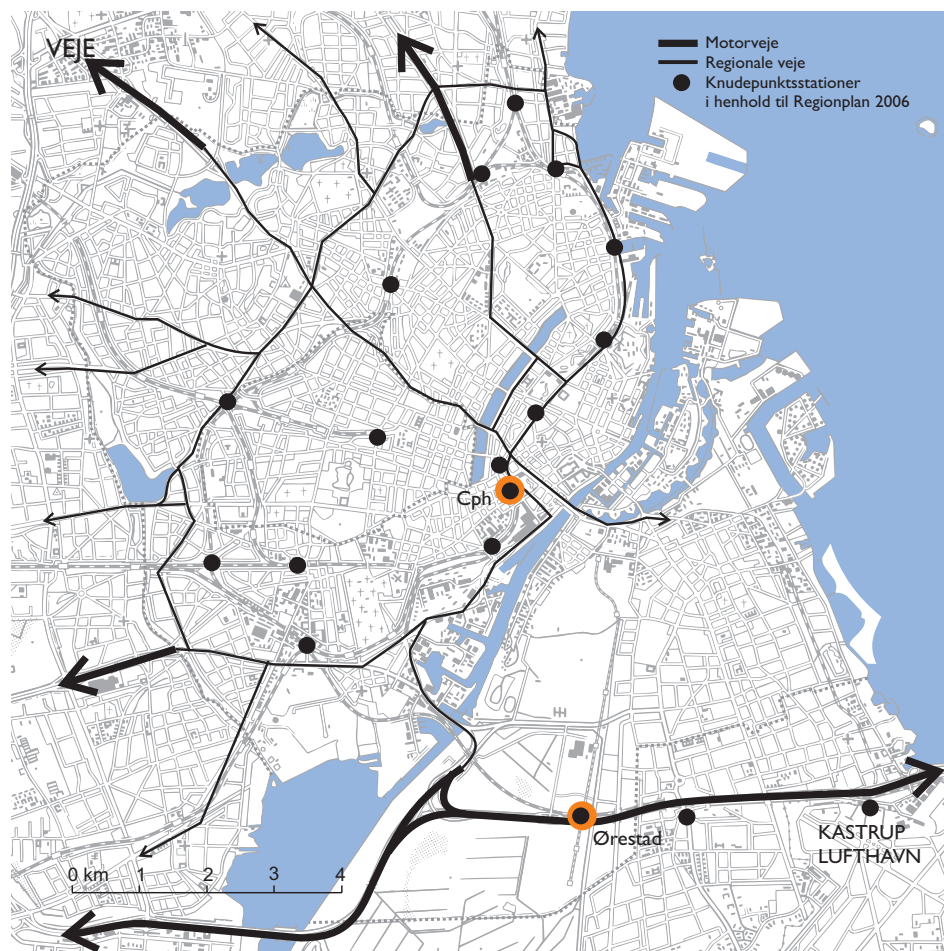 VEJE
Motorveje
Regionale veje
Knudepunktsstationer
i henhold til Regionplan 2006
Cph
Ørestad
KASTRUP
LUFTHAVN
0 km 1 2 3 4